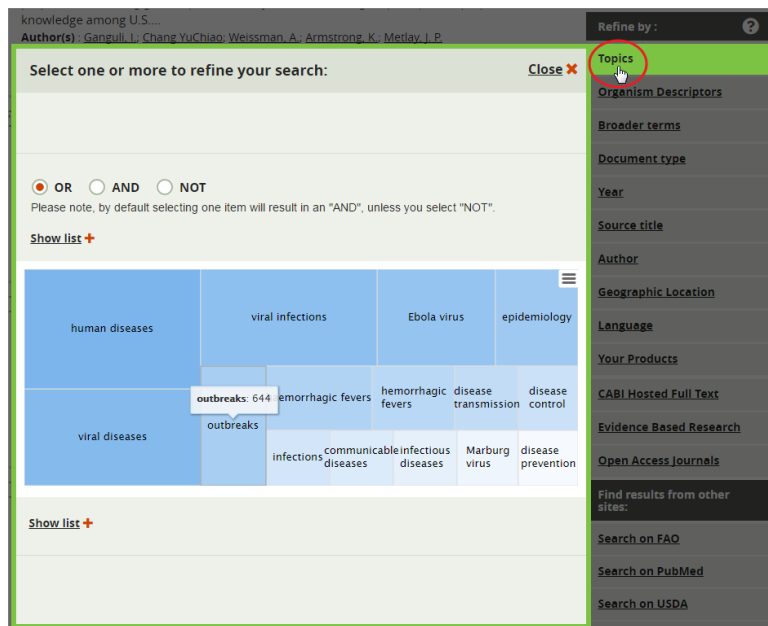 knowledge among U.S....
Author(s) : Ganguli, I.; Chang YuChiao; Weissman, A.; Armstrong, K.; Metlay, J. P.
Select one or more to refine your search:
Close
OR AND NOT
Please note, by default selecting one item will result in an "AND", unless you select "NOT".
Show list +
human diseases
viral infections
Ebola virus
epidemiology
viral diseases
outbreaks: 644
outbreaks
emorrhagic fevers
hemorrhagic
fevers
disease
transmission
disease
control
infections
communicable
diseases
infectious
diseases
Marburg
virus
disease
prevention
Show list +
Refine by :
?
Topics
Organism Descriptors
Broader terms
Document type
Year
Source title
Author
Geographic Location
Language
Your Products
CABI Hosted Full Text
Evidence Based Research
Open Access Journals
Find results from other
sites:
Search on FAO
Search on PubMed
Search on USDA